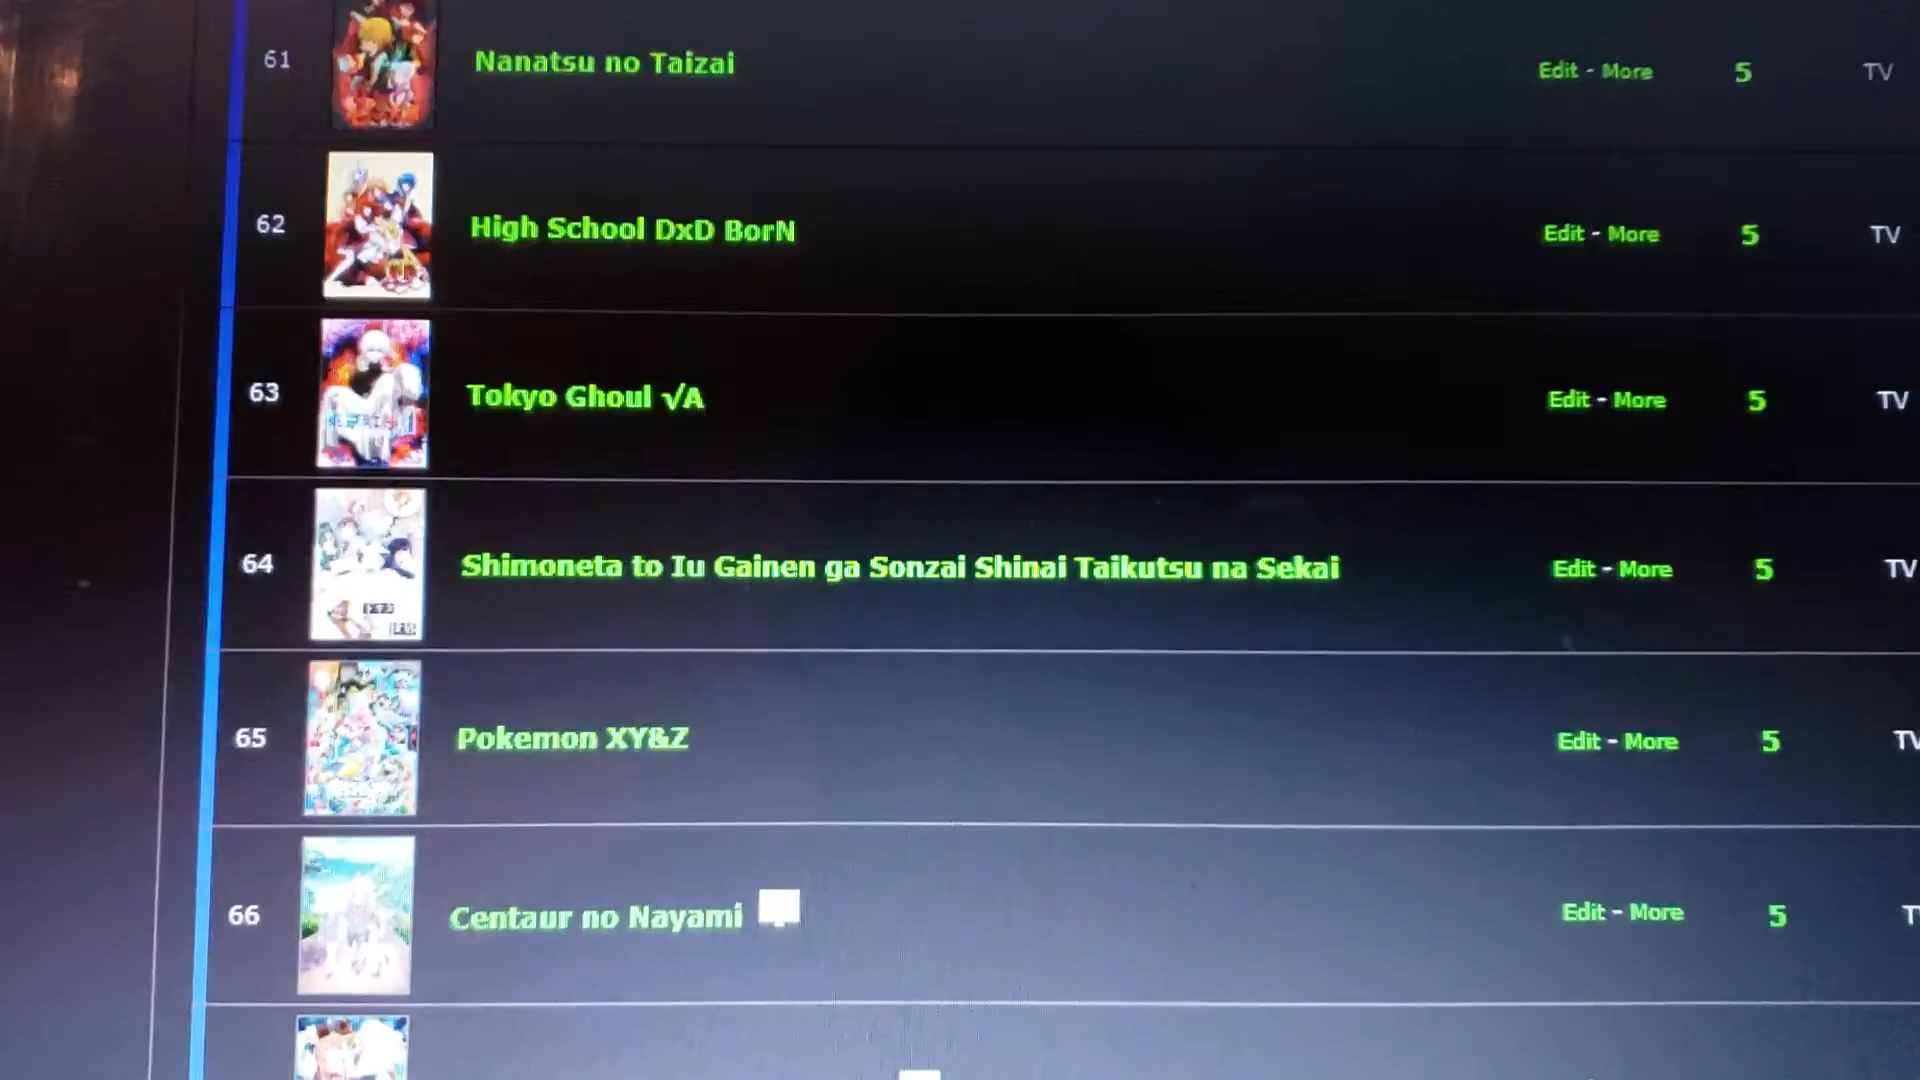 61 Nanatsu no Taizai Edit - More 5 TV
62 High School DxD BorN Edit - More 5 TV
63 Tokyo Ghoul √A Edit - More 5 TV
64 Shimoneta to Iu Gainen ga Sonzai Shinai Taikutsu na Sekai Edit - More 5 TV
65 Pokemon XY&Z Edit - More 5 TV
66 Centaur no Nayami Edit - More 5